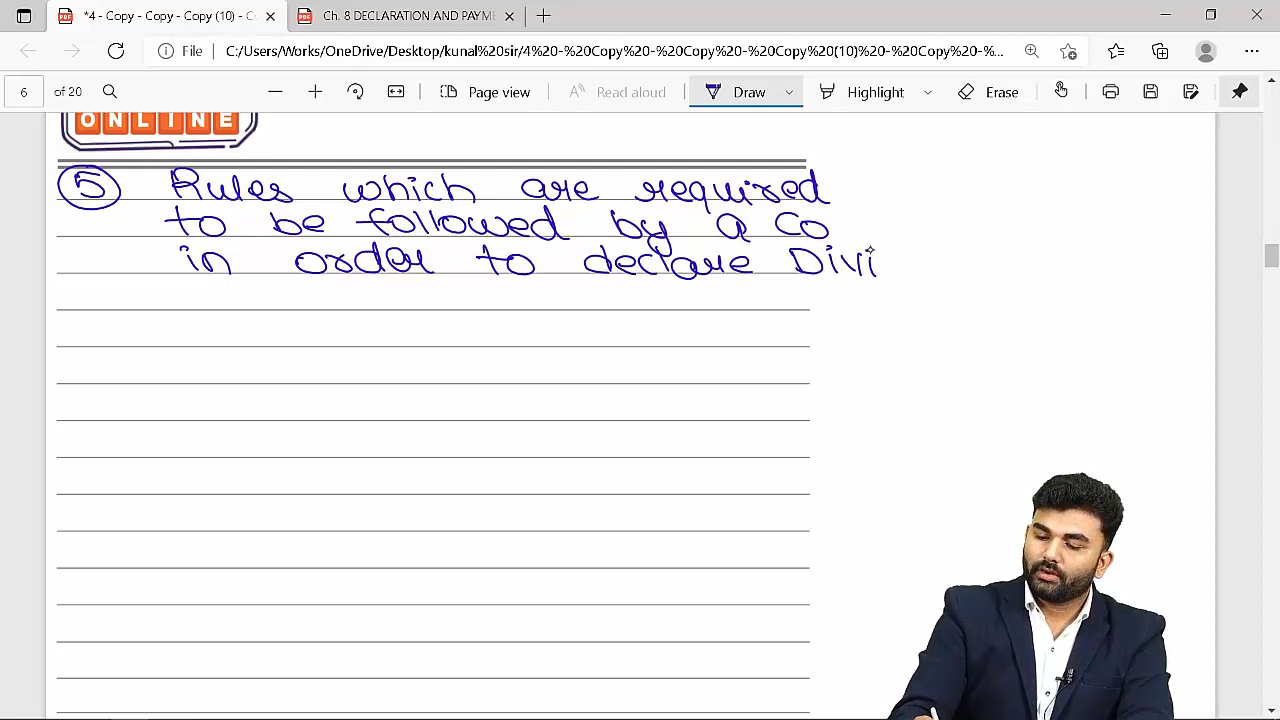 *4 - Copy - Copy - Copy (10) - C
Ch. 8 DECLARATION AND PAYME
File
C:/Users/Works/OneDrive/Desktop/kunal%20sir/4%20-%20Copy%20-%20Copy%20-%20Copy%20(10)%20-%20Copy%20-%...
6 of 20
Page view
Read aloud
Draw
Highlight
Erase
ONLINE
5 Rules which are required
to be followed by a Co
in order to declare Divi